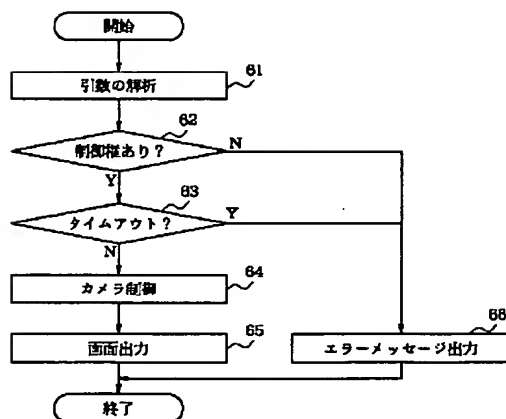 開始
引数の解析
61
制御権あり?
62
N
Y
タイムアウト?
63
Y
N
カメラ制御
64
画面出力
65
エラーメッセージ出力
66
終了